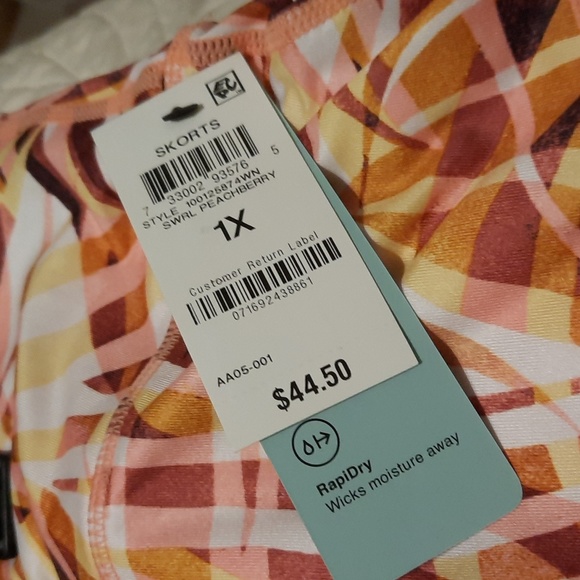 SKORTS
7 33002 93576 5
STYLE 100125874WN
SWRL PEACHBERRY
1X
Customer Return Label
071692438861
AA05-001
$44.50
RapiDry
Wicks moisture away